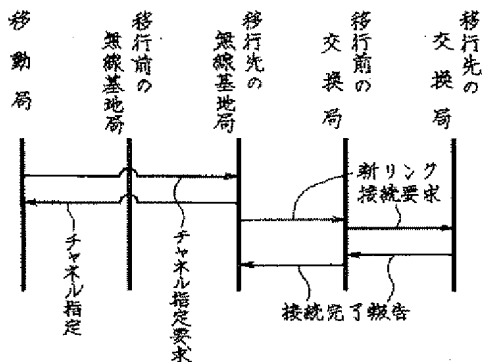 移動局
移行前の
無線基地局
移行先の
無線基地局
移行前の
交換局
移行先の
交換局
新リンク
接続要求
チャネル指定
チャネル指定要求
接続完了報告